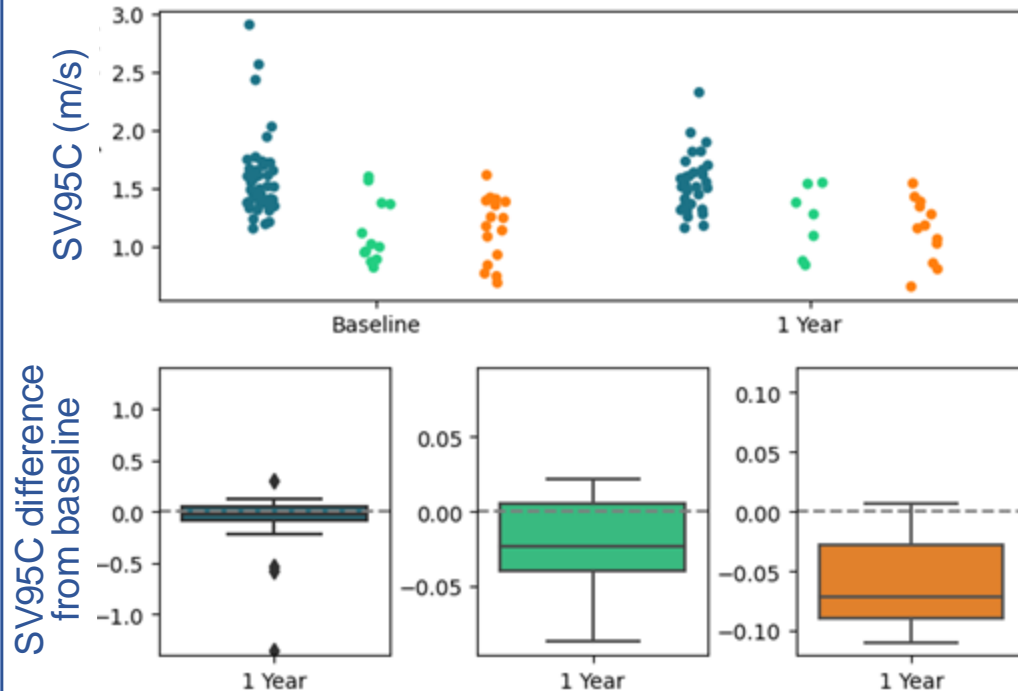 SV95C (m/s)
3.0
2.5
2.0
1.5
1.0
Baseline
1 Year
SV95C difference
from baseline
1.0
0.5
0.0
−0.5
−1.0
1 Year
0.05
0.00
−0.05
1 Year
0.10
0.05
0.00
−0.05
−0.10
1 Year